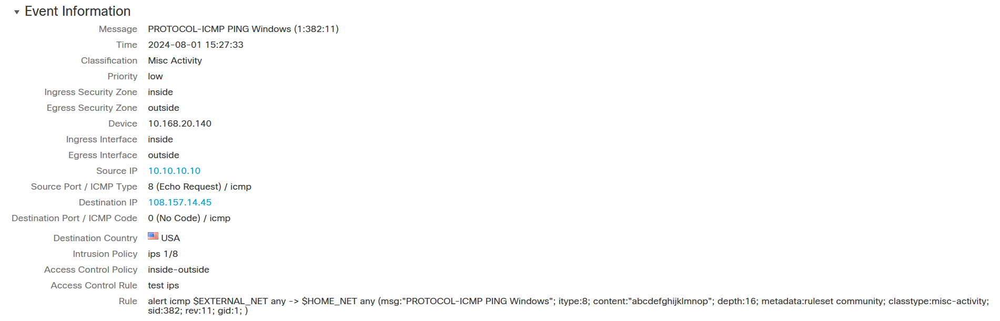 Event Information
Message PROTOCOL-ICMP PING Windows (1:382:11)
Time 2024-08-01 15:27:33
Classification Misc Activity
Priority low
Ingress Security Zone inside
Egress Security Zone outside
Device 10.168.20.140
Ingress Interface inside
Egress Interface outside
Source IP 10.10.10.10
Source Port / ICMP Type 8 (Echo Request) / icmp
Destination IP 108.157.14.45
Destination Port / ICMP Code 0 (No Code) / icmp
Destination Country USA
Intrusion Policy ips 1/8
Access Control Policy inside-outside
Access Control Rule test ips
Rule alert icmp $EXTERNAL_NET any -> $HOME_NET any (msg:"PROTOCOL-ICMP PING Windows"; itype:8; content:"abcdefghijklmnop"; depth:16; metadata:ruleset community; classtype:misc-activity;
sid:382; rev:11; gid:1; )